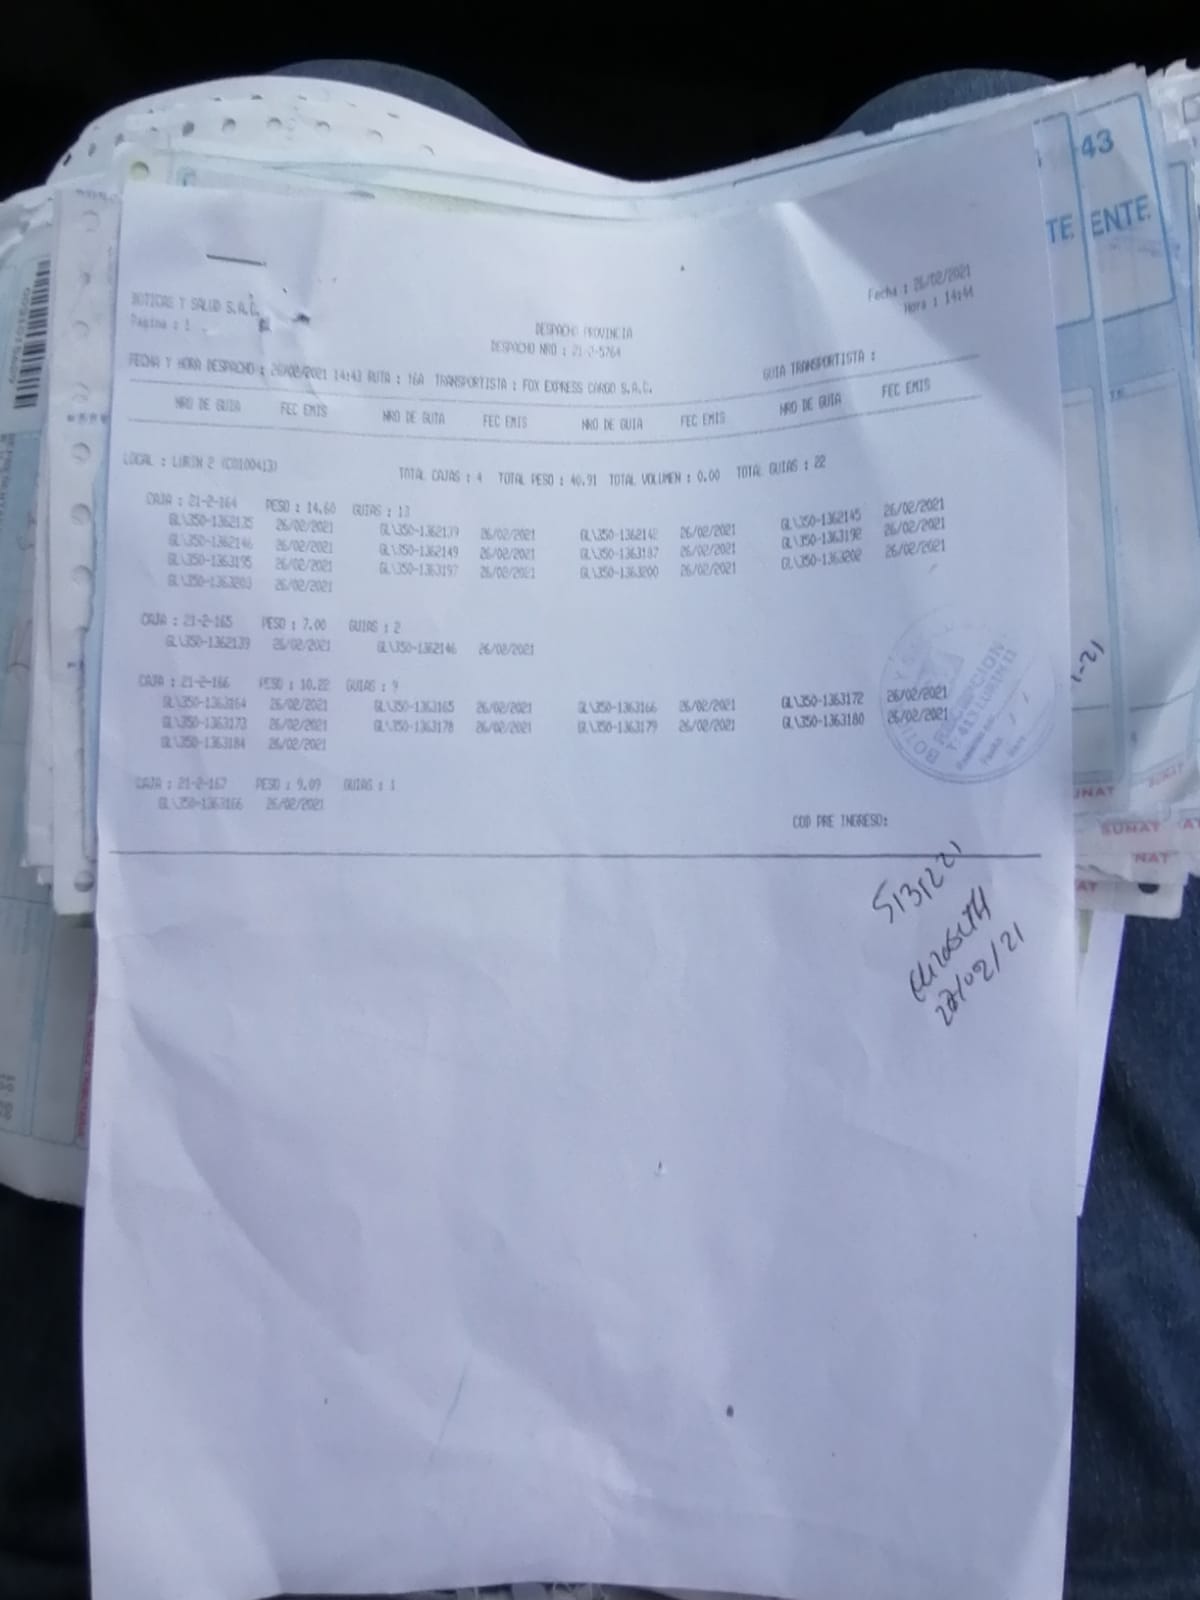 43
TE
ENTE
BOTICAS Y SALUD S.A.C.
Pagina : 1
Fecha : 26/02/2021
Hora : 14:44
DESPACHO PROVINCIA
DESPACHO NRO : 21-2-5764
FECHA Y HORA DESPACHO : 26/02/2021 14:43 RUTA : 16A TRANSPORTISTA : FOX EXPRESS CARGO S.A.C. GUIA TRANSPORTISTA :
NRO DE GUIA FEC EMIS NRO DE GUIA FEC EMIS NRO DE GUIA FEC EMIS NRO DE GUIA FEC EMIS
LOCAL : LURIN 2 (C0100413) TOTAL CAJAS : 4 TOTAL PESO : 40.91 TOTAL VOLUMEN : 0.00 TOTAL GUIAS : 22
CAJA : 21-2-164 PESO : 14.60 GUIAS : 13
GL\350-1362135 26/02/2021 GL\350-1362139 26/02/2021 GL\350-1362142 26/02/2021 GL\350-1362145 26/02/2021
GL\350-1362146 26/02/2021 GL\350-1362149 26/02/2021 GL\350-1363187 26/02/2021 GL\350-1363192 26/02/2021
GL\350-1363195 26/02/2021 GL\350-1363197 26/02/2021 GL\350-1363200 26/02/2021 GL\350-1363202 26/02/2021
GL\350-1363203 26/02/2021
CAJA : 21-2-165 PESO : 7.00 GUIAS : 2
GL\350-1362139 26/02/2021 GL\350-1362146 26/02/2021
CAJA : 21-2-166 PESO : 10.22 GUIAS : 9
GL\350-1363164 26/02/2021 GL\350-1363165 26/02/2021 GL\350-1363166 26/02/2021 GL\350-1363172 26/02/2021
GL\350-1363173 26/02/2021 GL\350-1363178 26/02/2021 GL\350-1363179 26/02/2021 GL\350-1363180 26/02/2021
GL\350-1363184 26/02/2021
CAJA : 21-2-167 PESO : 9.09 GUIAS : 1
GL\350-1363166 26/02/2021
COD PRE INGRESO:
RECEPCION
T-413 LURIN II
Fecha
Hora
5135221
Elizabeth
27/02/21
UNAT
SUNAT
NAT
AT